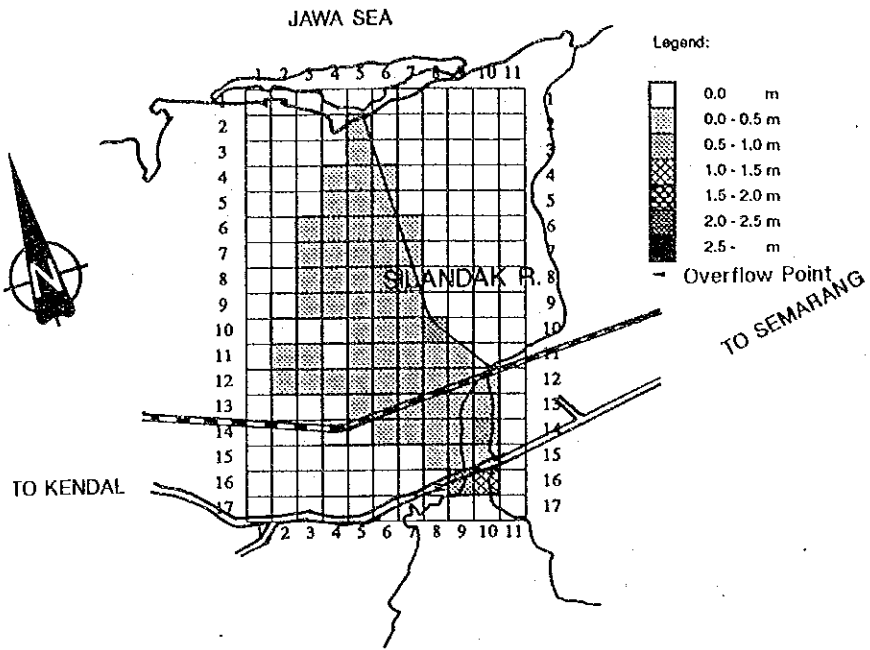 JAWA SEA
Legend:
0.0 m
0.0 - 0.5 m
0.5 - 1.0 m
1.0 - 1.5 m
1.5 - 2.0 m
2.0 - 2.5 m
2.5 - m
Overflow Point
1 2 3 4 5 6 7 8 9 10 11
1
2
3
4
5
6
7
8
9
10
11
12
13
14
15
16
17
1
2
3
4
5
6
7
8
9
10
11
12
13
14
15
16
17
N
SILANDAK R.
TO SEMARANG
TO KENDAL
2 3 4 5 6 7 8 9 10 11